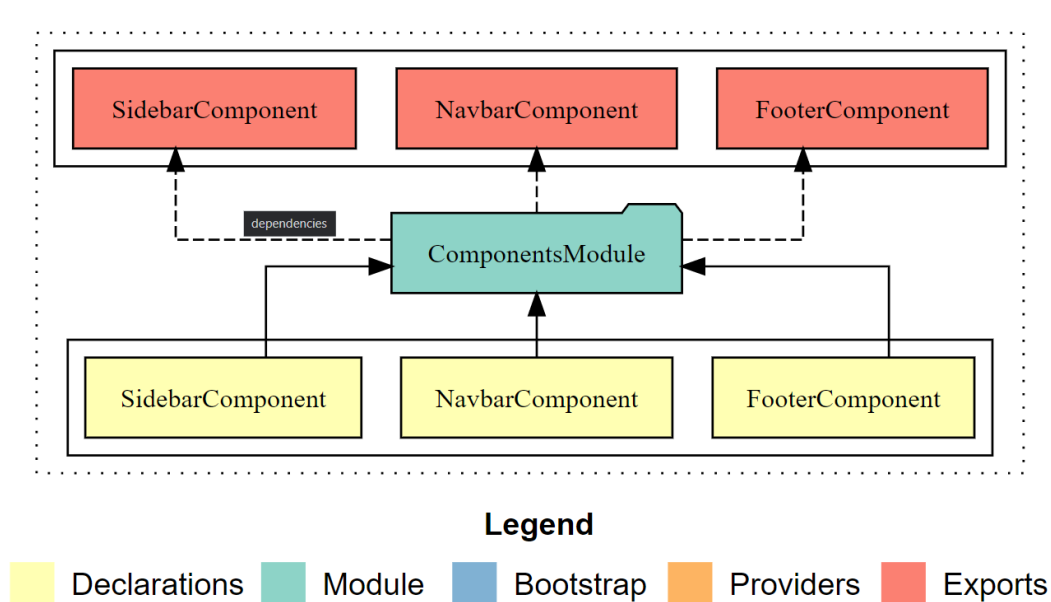 SidebarComponent NavbarComponent FooterComponent
dependencies
ComponentsModule
SidebarComponent NavbarComponent FooterComponent
Legend
Declarations Module Bootstrap Providers Exports